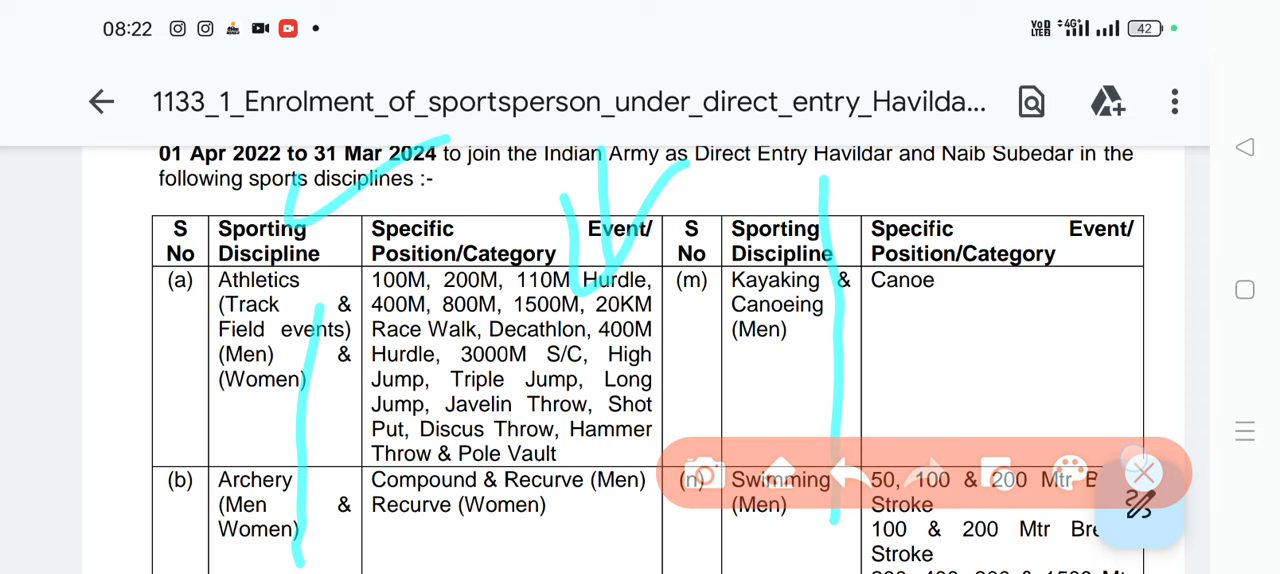 08:22
Vo LTE2 4G+ 42
1133_1_Enrolment_of_sportsperson_under_direct_entry_Havilda...
01 Apr 2022 to 31 Mar 2024 to join the Indian Army as Direct Entry Havildar and Naib Subedar in the
following sports disciplines :-
S No Sporting Discipline Specific Event/ Position/Category S No Sporting Discipline Specific Event/ Position/Category
(a) Athletics 100M, 200M, 110M Hurdle, (m) Kayaking & Canoe
(Track & 400M, 800M, 1500M, 20KM Canoeing
Field events) Race Walk, Decathlon, 400M (Men)
(Men) & Hurdle, 3000M S/C, High
(Women) Jump, Triple Jump, Long
Jump, Javelin Throw, Shot
Put, Discus Throw, Hammer
Throw & Pole Vault
(b) Archery Compound & Recurve (Men) (n) Swimming 50, 100 & 200 Mtr B
(Men & Recurve (Women) (Men) Stroke
Women) 100 & 200 Mtr Bre
Stroke